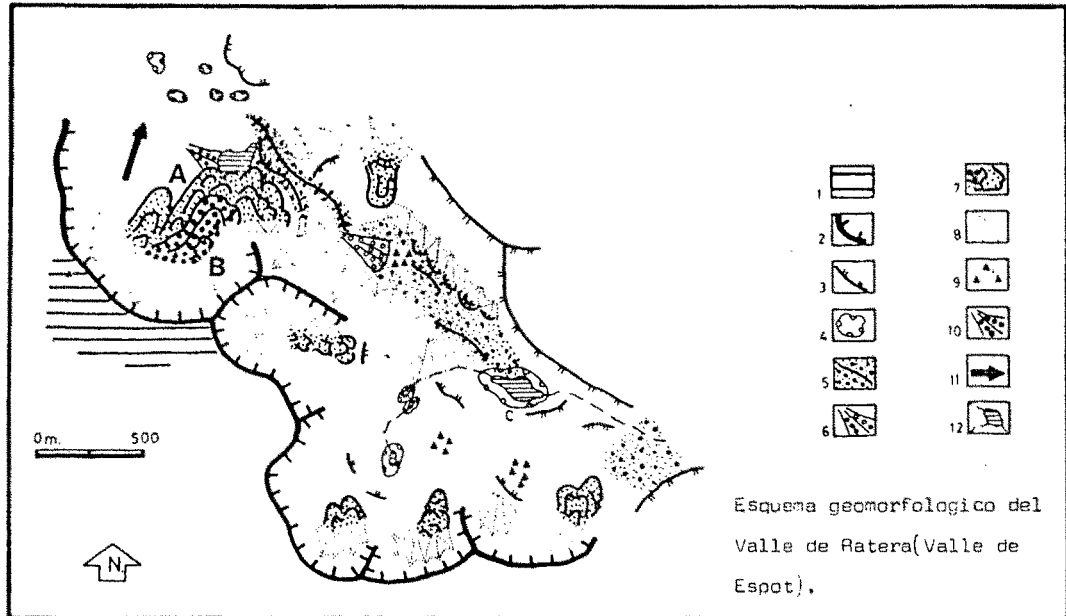 A
B
C
0m. 500
N
1
2
3
4
5
6
7
8
9
10
11
12
Esquema geomorfologico del
Valle de Ratera(Valle de
Espot).